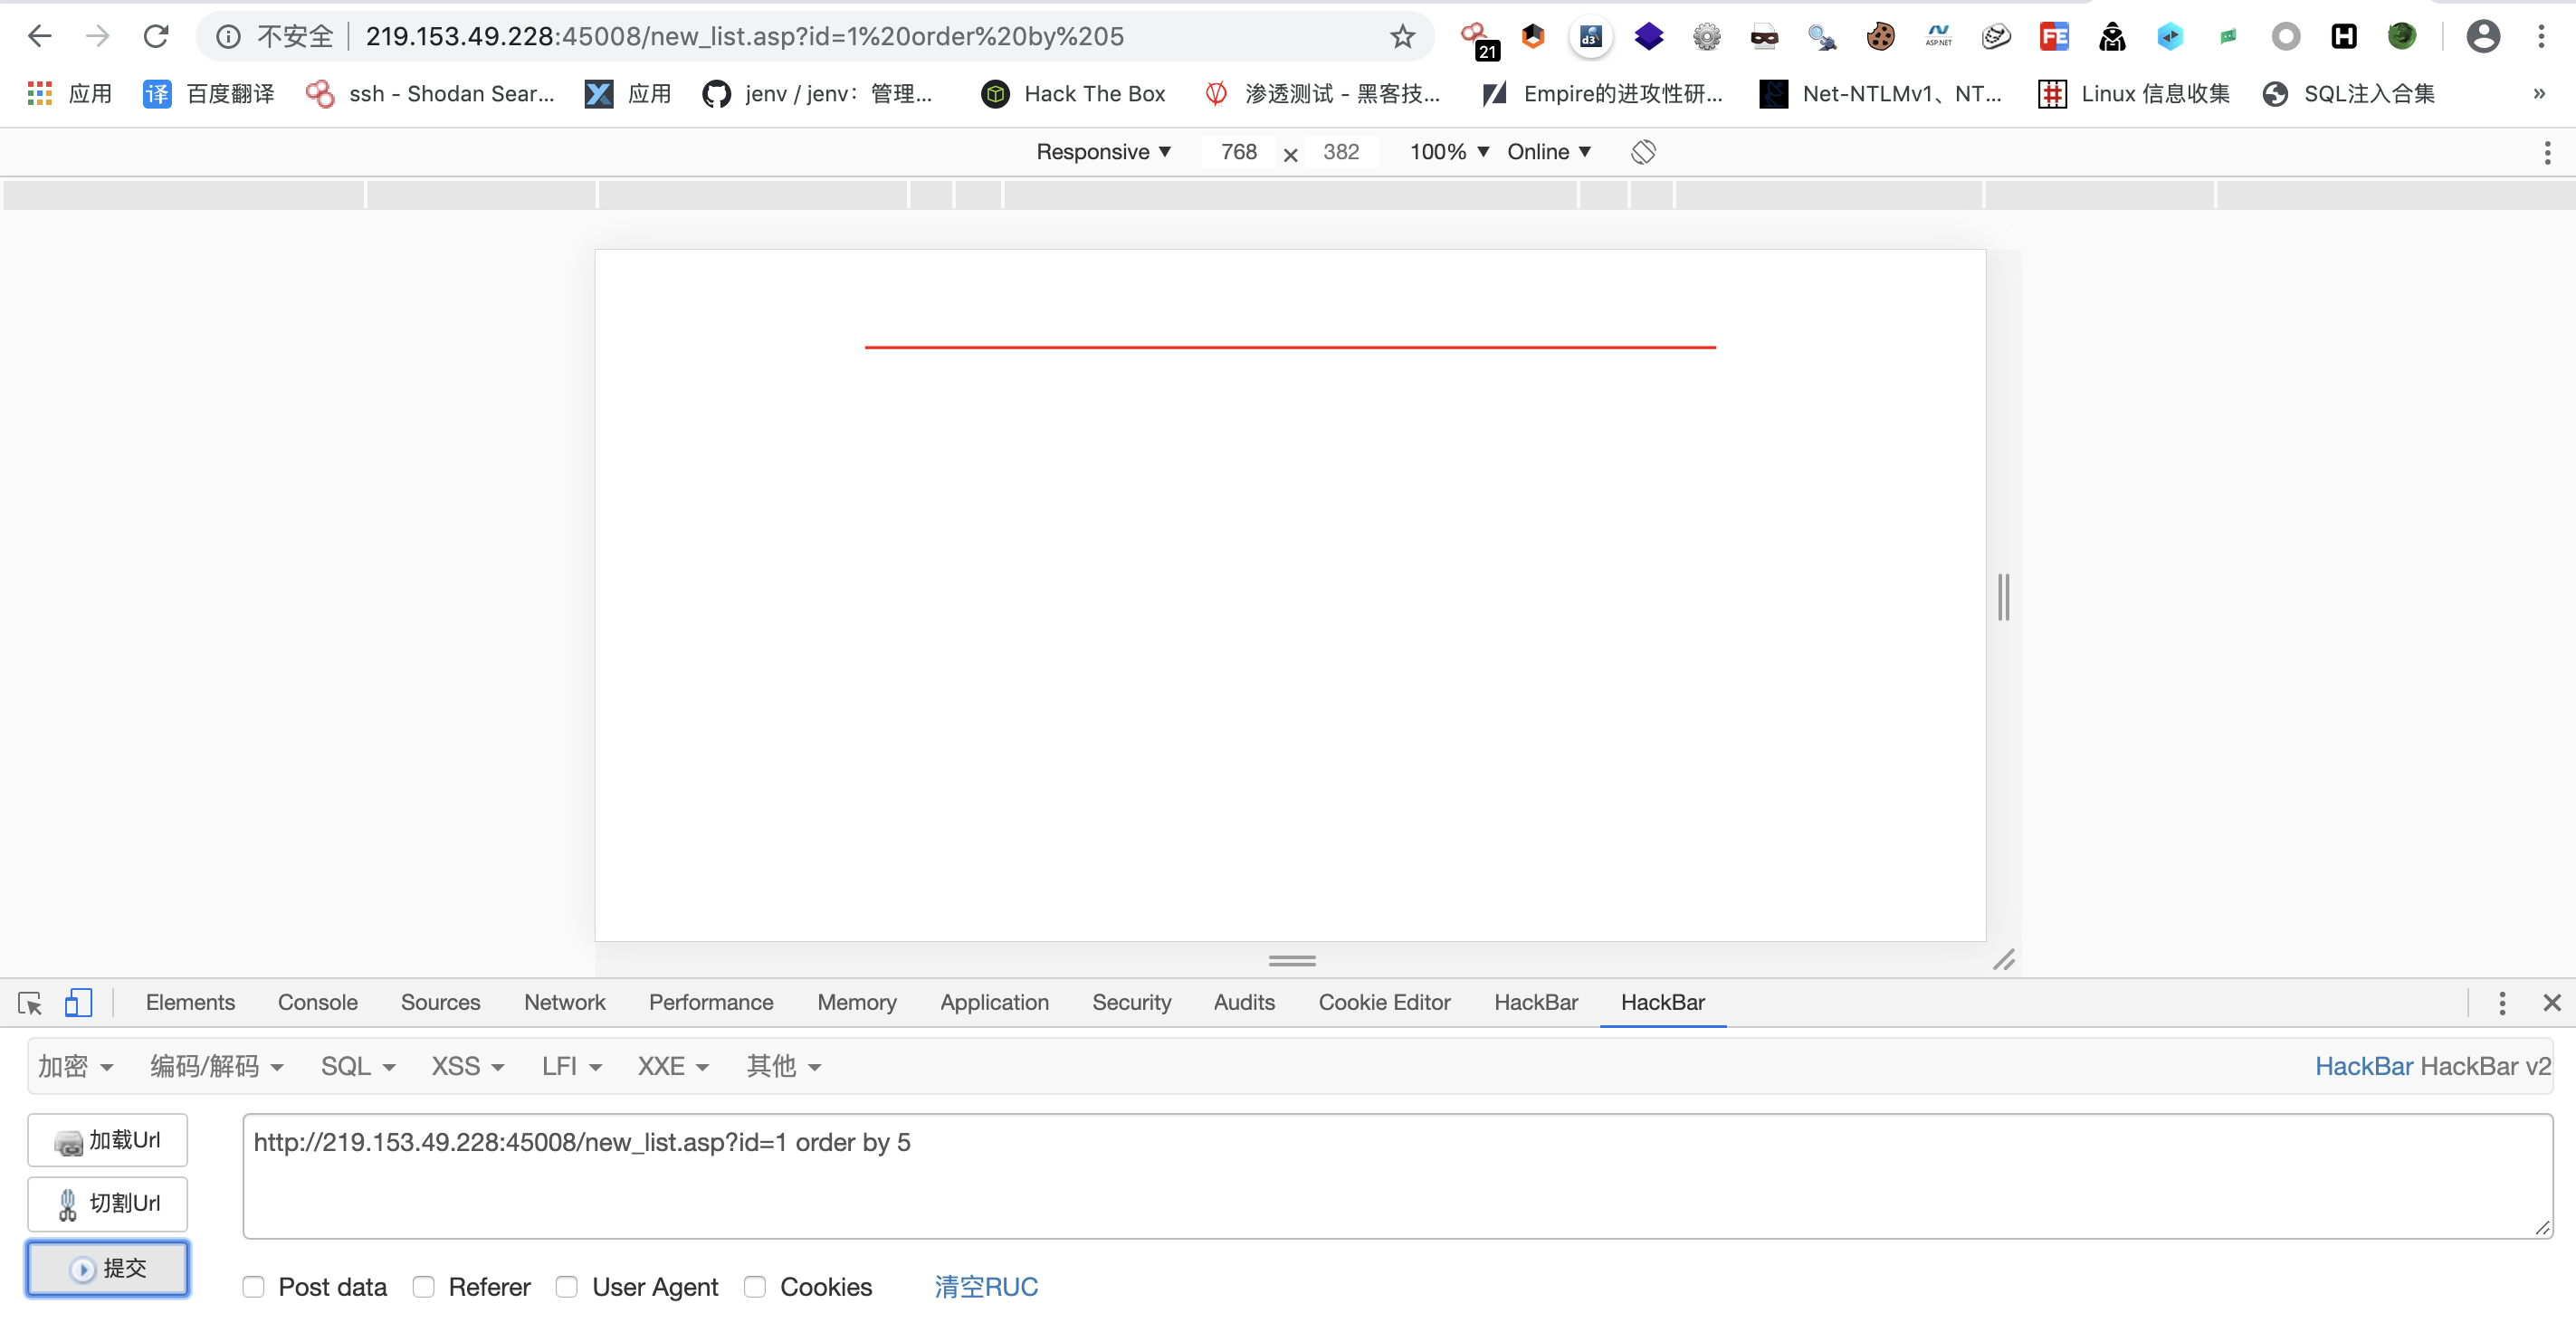 不安全 219.153.49.228:45008/new_list.asp?id=1%20order%20by%205 21 d3 ASP.NET FE H
应用 译 百度翻译 ssh - Shodan Sear... 应用 jenv / jenv：管理... Hack The Box 渗透测试 - 黑客技... Empire的进攻性研... Net-NTLMv1、NT... Linux 信息收集 SQL注入合集 »
Responsive ▼ 768 × 382 100% ▼ Online ▼
Elements Console Sources Network Performance Memory Application Security Audits Cookie Editor HackBar HackBar
加密 编码/解码 SQL XSS LFI XXE 其他 HackBar HackBar v2
加载Url http://219.153.49.228:45008/new_list.asp?id=1 order by 5
切割Url
提交
Post data Referer User Agent Cookies 清空RUC